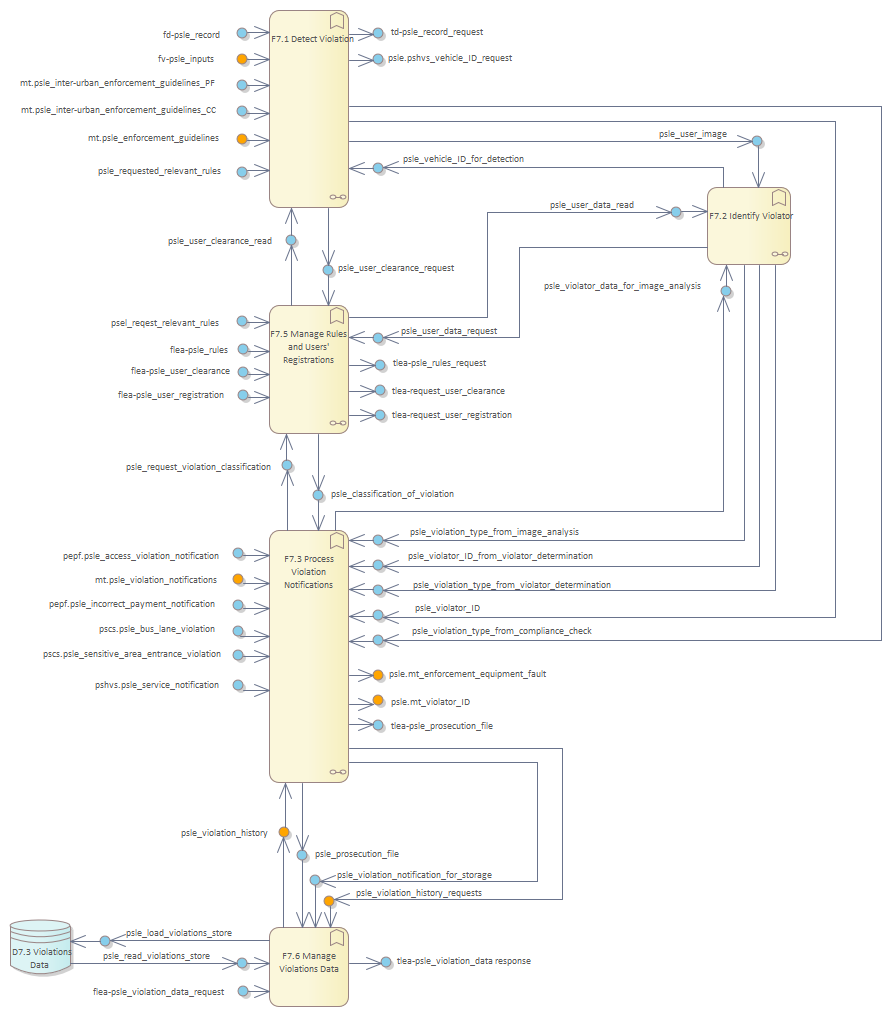 fd-psle_record
F7.1 Detect Violation
td-psle_record_request
fv-psle_inputs
psle.pshvs_vehicle_ID_request
mt.psle_inter-urban_enforcement_guidelines_PF
mt.psle_inter-urban_enforcement_guidelines_CC
mt.psle_enforcement_guidelines
psle_user_image
psle_vehicle_ID_for_detection
psle_requested_relevant_rules
psle_user_data_read
F7.2 Identify Violator
psle_user_clearance_read
psle_user_clearance_request
psle_violator_data_for_image_analysis
psel_reqest_relevant_rules
F7.5 Manage Rules
and Users'
Registrations
psle_user_data_request
flea-psle_rules
tlea-psle_rules_request
flea-psle_user_clearance
tlea-request_user_clearance
flea-psle_user_registration
tlea-request_user_registration
psle_request_violation_classification
psle_classification_of_violation
psle_violation_type_from_image_analysis
pepf.psle_access_violation_notification
F7.3 Process
Violation
Notifications
psle_violator_ID_from_violator_determination
mt.psle_violation_notifications
psle_violation_type_from_violator_determination
pepf.psle_incorrect_payment_notification
psle_violator_ID
pscs.psle_bus_lane_violation
psle_violation_type_from_compliance_check
pscs.psle_sensitive_area_entrance_violation
psle.mt_enforcement_equipment_fault
pshvs.psle_service_notification
psle.mt_violator_ID
tlea-psle_prosecution_file
psle_violation_history
psle_prosecution_file
psle_violation_notification_for_storage
psle_violation_history_requests
psle_load_violations_store
D7.3 Violations
Data
psle_read_violations_store
F7.6 Manage
Violations Data
tlea-psle_violation_data response
flea-psle_violation_data_request